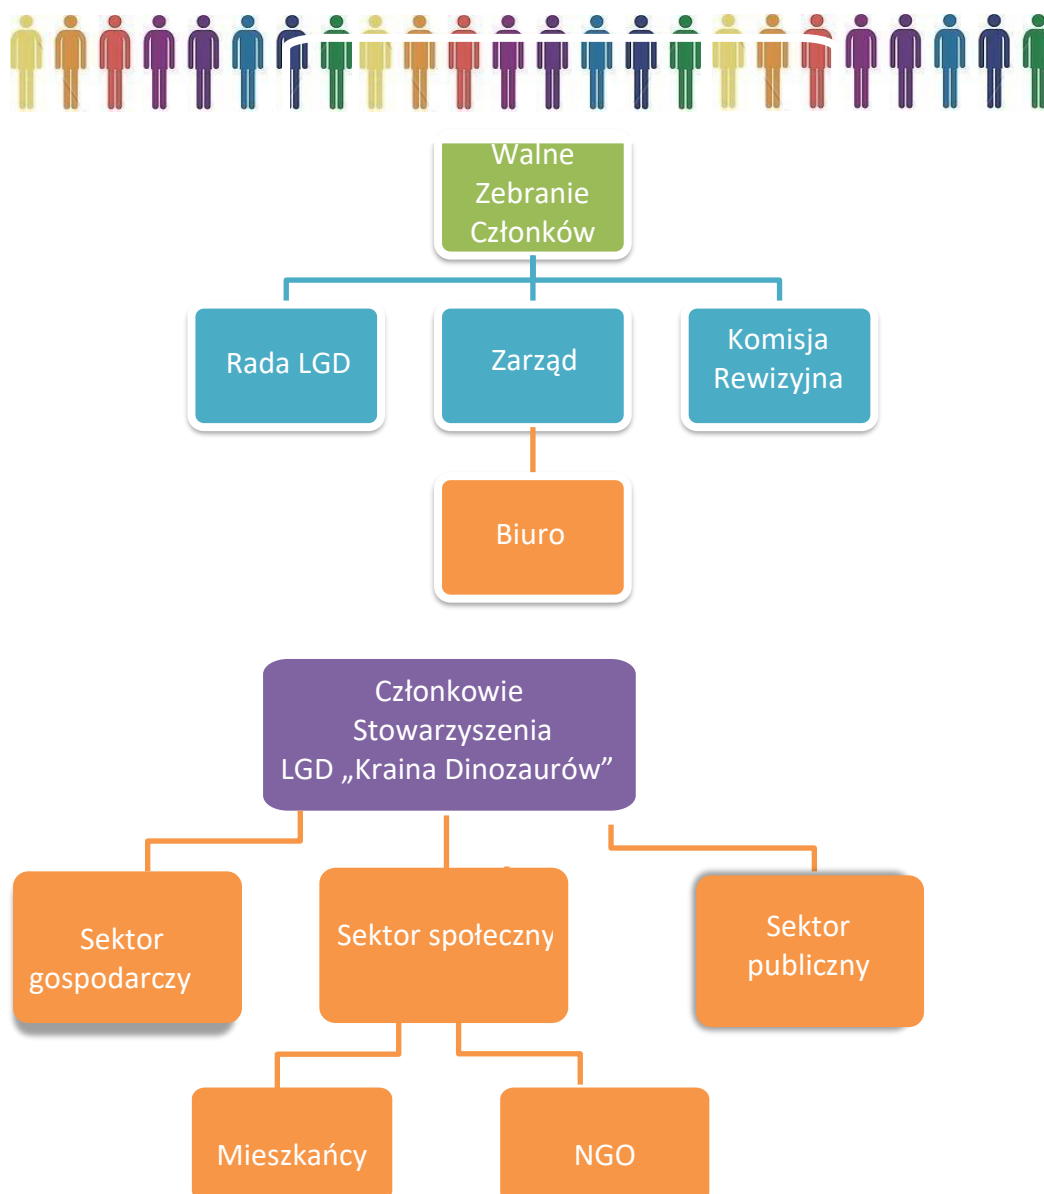 Walne
Zebranie
Członków
Rada LGD
Zarząd
Komisja
Rewizyjna
Biuro
Członkowie
Stowarzyszenia
LGD „Kraina Dinozaurów”
Sektor
gospodarczy
Sektor społeczny
Sektor
publiczny
Mieszkańcy
NGO